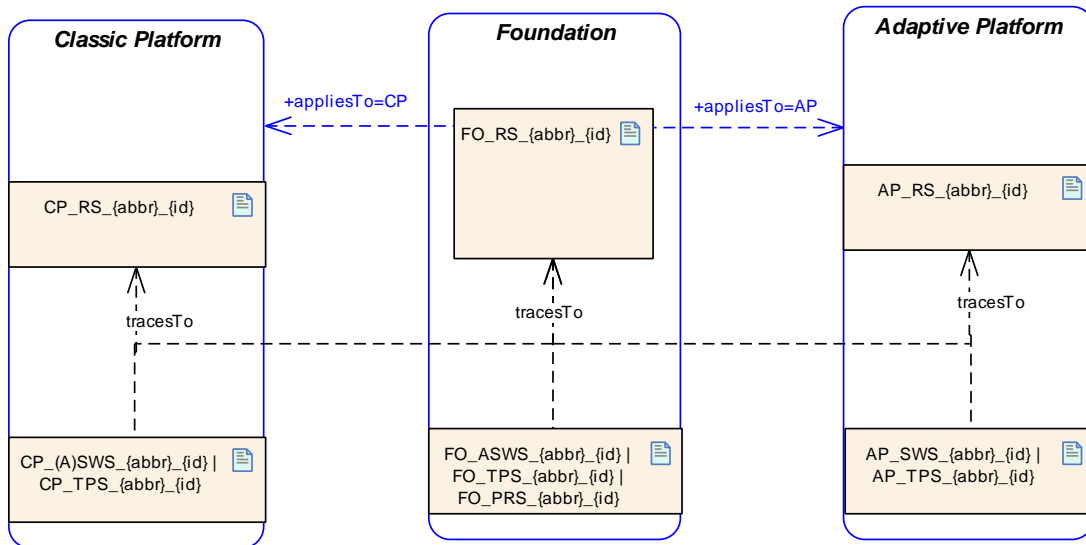 Classic Platform
Foundation
Adaptive Platform
+appliesTo=CP
+appliesTo=AP
FO_RS_{abbr}_{id}
CP_RS_{abbr}_{id}
AP_RS_{abbr}_{id}
tracesTo
tracesTo
tracesTo
CP_(A)SWS_{abbr}_{id} |
CP_TPS_{abbr}_{id}
FO_ASWS_{abbr}_{id} |
FO_TPS_{abbr}_{id} |
FO_PRS_{abbr}_{id}
AP_SWS_{abbr}_{id} |
AP_TPS_{abbr}_{id}